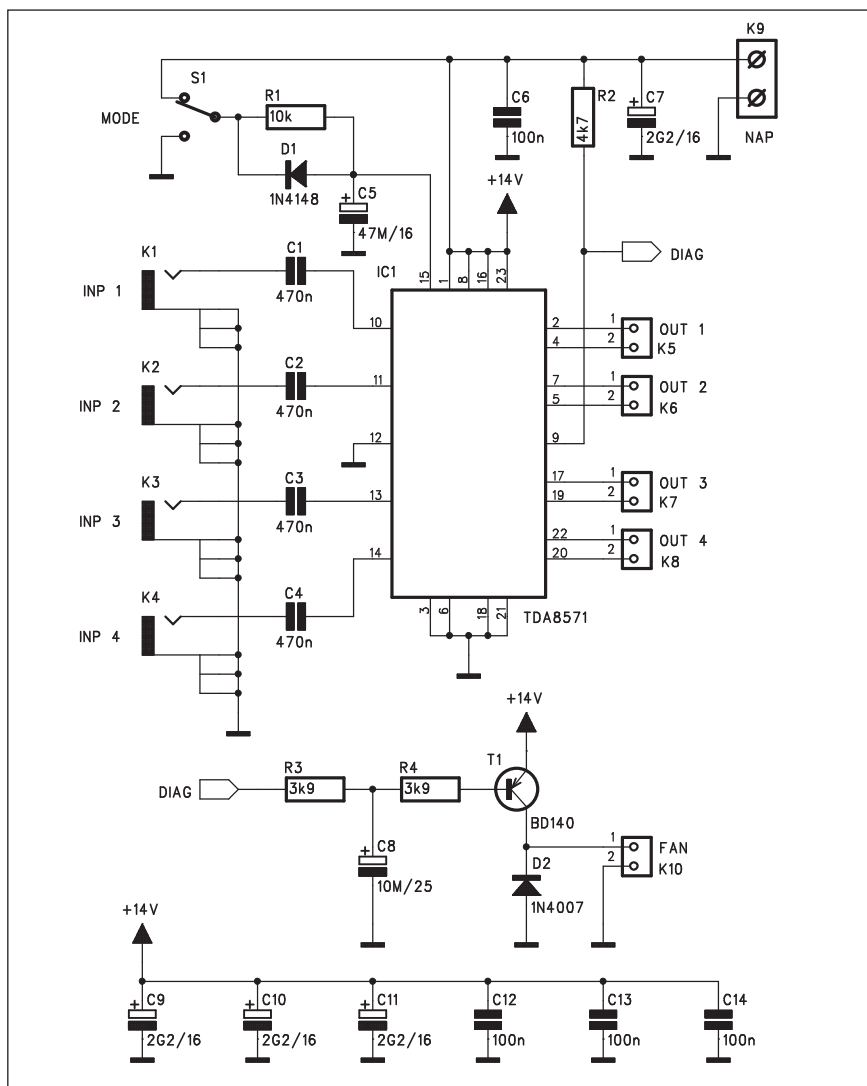 K9
S1
R1
10k
MODE
C6
100n
R2
4k7
C7
+
2G2/16
NAP
D1
1N4148
+14V
+
C5
47M/16
DIAG
K1
INP 1
C1
470n
IC1
15
1
8
16
23
10
2
4
1
2
OUT 1
K5
K2
INP 2
C2
470n
11
7
5
1
2
OUT 2
K6
12
9
K3
INP 3
C3
470n
13
17
19
1
2
OUT 3
K7
14
22
20
1
2
OUT 4
K8
K4
INP 4
C4
470n
3
6
18
21
TDA8571
+14V
DIAG
R3
3k9
R4
3k9
T1
BD140
+
C8
10M/25
D2
1N4007
1
2
FAN
K10
+14V
+
C9
2G2/16
+
C10
2G2/16
+
C11
2G2/16
C12
100n
C13
100n
C14
100n